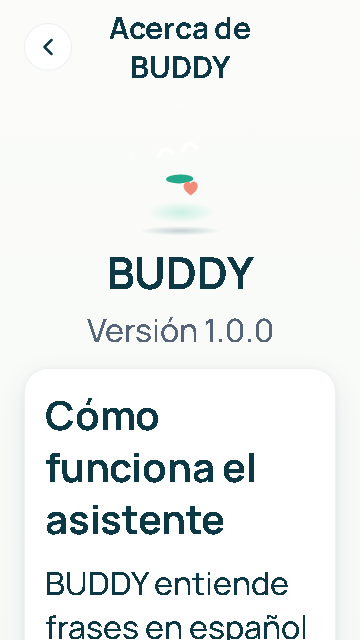 Acerca de
BUDDY
BUDDY
Versión 1.0.0
Cómo
funciona el
asistente
BUDDY entiende
frases en español